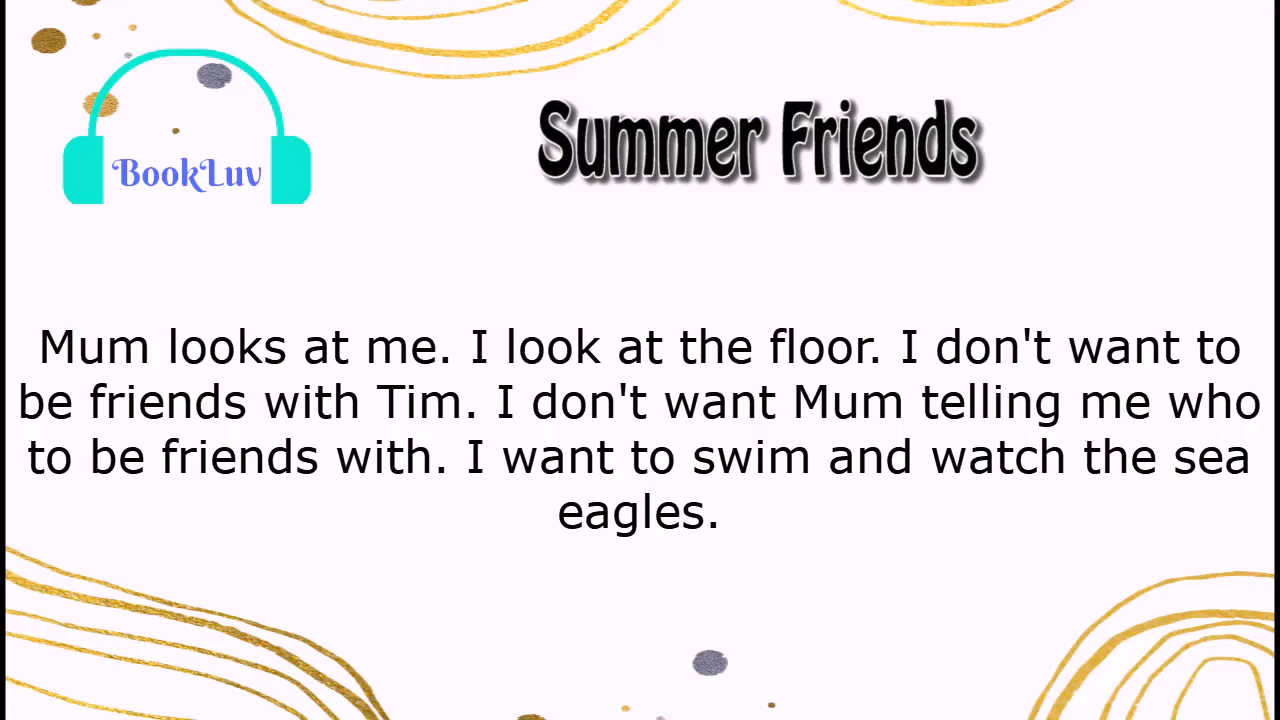 Summer Friends
BookLuv
Mum looks at me. I look at the floor. I don't want to
be friends with Tim. I don't want Mum telling me who
to be friends with. I want to swim and watch the sea
eagles.